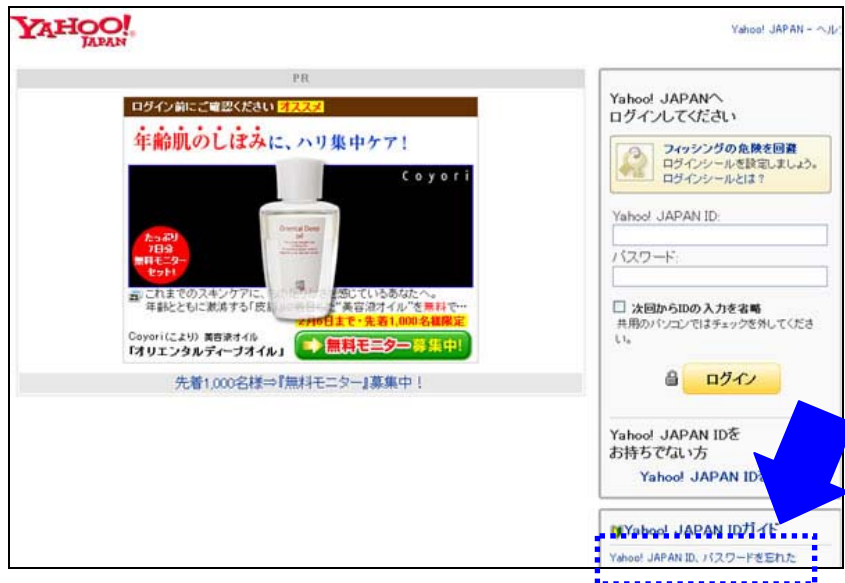 YAHOO!
JAPAN
Yahoo! JAPAN - ヘル
PR
ログイン前にご確認ください オススメ
年齢肌のしぼみに、ハリ集中ケア!
Coyori
たっぷり
7日分
無料モニター
セット!
Oriental Deep
oil
これまでのスキンケアに、
感じているあなたへ。
年齢とともに激減する「皮
美容液オイル”を無料で…
2月6日まで・先着1,000名様限定
Coyori(こより) 美容液オイル
「オリエンタルディープオイル」
無料モニター募集中!
先着1,000名様⇒『無料モニター』募集中!
Yahoo! JAPANへ
ログインしてください
フィッシングの危険を回避
ログインシールを設定しましょう。
ログインシールとは?
Yahoo! JAPAN ID:
パスワード:
次回からIDの入力を省略
共用のパソコンではチェックを外してくださ
い。
ログイン
Yahoo! JAPAN IDを
お持ちでない方
Yahoo! JAPAN ID
Yahoo! JAPAN IDガイド
Yahoo! JAPAN ID、パスワードを忘れた